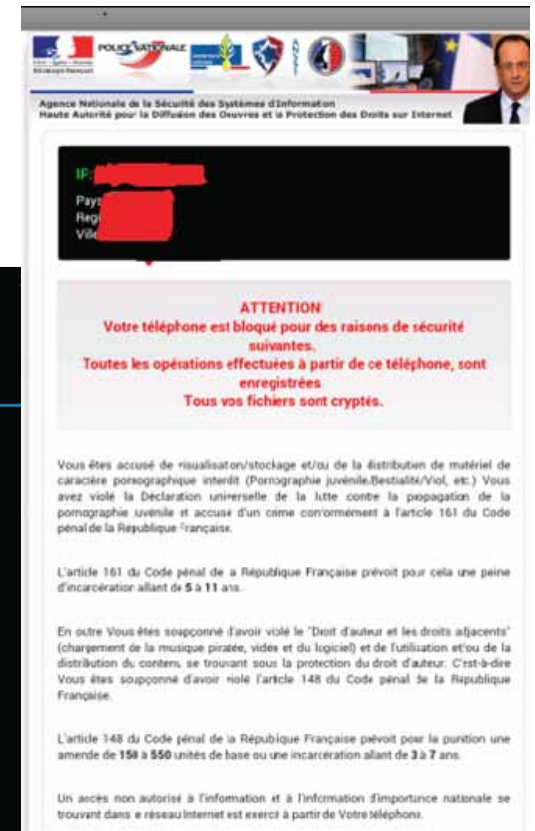 POLICE NATIONALE
Agence Nationale de la Sécurité des Systèmes d'Information
Haute Autorité pour la Diffusion des Oeuvres et la Protection des Droits sur Internet
IP:
Pays
Regi
Ville
ATTENTION
Votre téléphone est bloqué pour des raisons de sécurité
suivantes.
Toutes les opérations effectuées à partir de ce téléphone, sont
enregistrées
Tous vos fichiers sont cryptés.
Vous êtes accusé de visualisaton/stockage et/ou de la distribution de matériel de
caractère pornographique interdit (Pornographie juvénile.Bestialité/Viol, etc.) Vous
avez violé la Déclaration universelle de la lutte contre la propagation de la
pornographie juvénile et accuse d'un crime conformément à l'article 161 du Code
pénal de la Republique Française.
L'article 161 du Code pénal de la République Française prévoit pour cela une peine
d'incarcération allant de 5 à 11 ans.
En outre Vous êtes soupçonné d'avoir violé le "Droit d'auteur et les droits adjacents"
(chargement de la musique piratée, video et du logiciel) et de l'utilisation et/ou de la
distribution du contenu, se trouvant sous la protection du droit d'auteur. C'est-à-dire
Vous êtes soupçonné d'avoir violé l'article 148 du Code pénal de la République
Française.
L'article 148 du Code pénal de la République Française prévoit pour la punition une
amende de 150 à 550 unités de base ou une incarcération allant de 3 à 7 ans.
Un accès non autorisé à l'information et à l'information d'importance nationale se
trouvant dans le réseau Internet est exercé à partir de Votre téléphone.